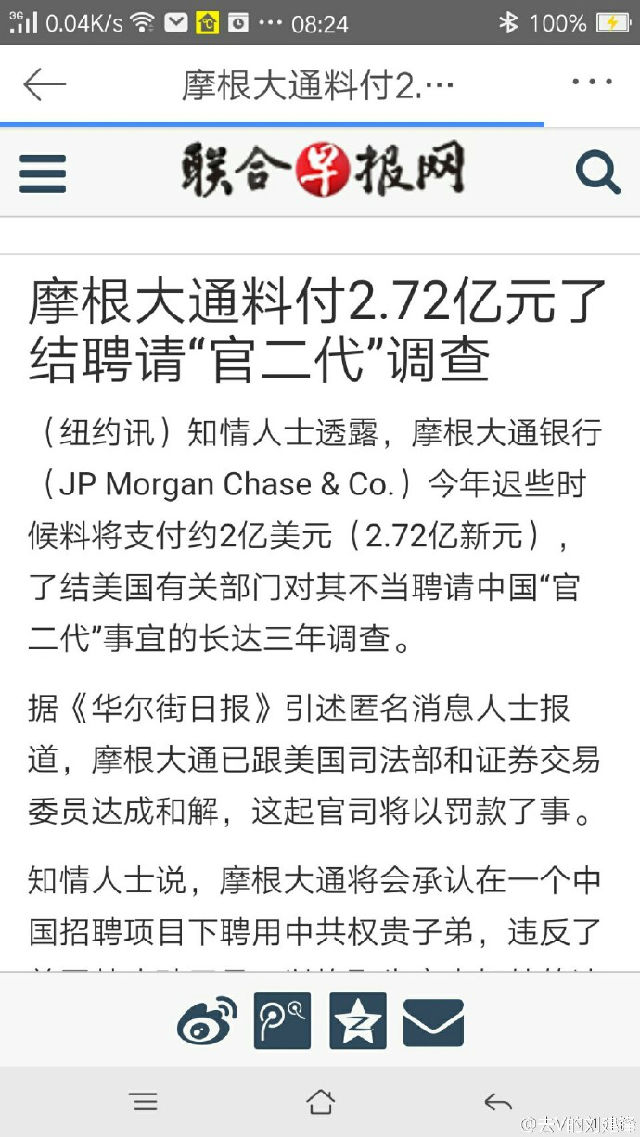 3G 0.04K/s 08:24 100%
摩根大通料付2.…
联合早报网
摩根大通料付2.72亿元了
结聘请“官二代”调查
（纽约讯）知情人士透露，摩根大通银行
（JP Morgan Chase & Co.）今年迟些时
候料将支付约2亿美元（2.72亿新元），
了结美国有关部门对其不当聘请中国“官
二代”事宜的长达三年调查。
据《华尔街日报》引述匿名消息人士报
道，摩根大通已跟美国司法部和证券交易
委员达成和解，这起官司将以罚款了事。
知情人士说，摩根大通将会承认在一个中
国招聘项目下聘用中共权贵子弟，违反了
@去V的刘建锋